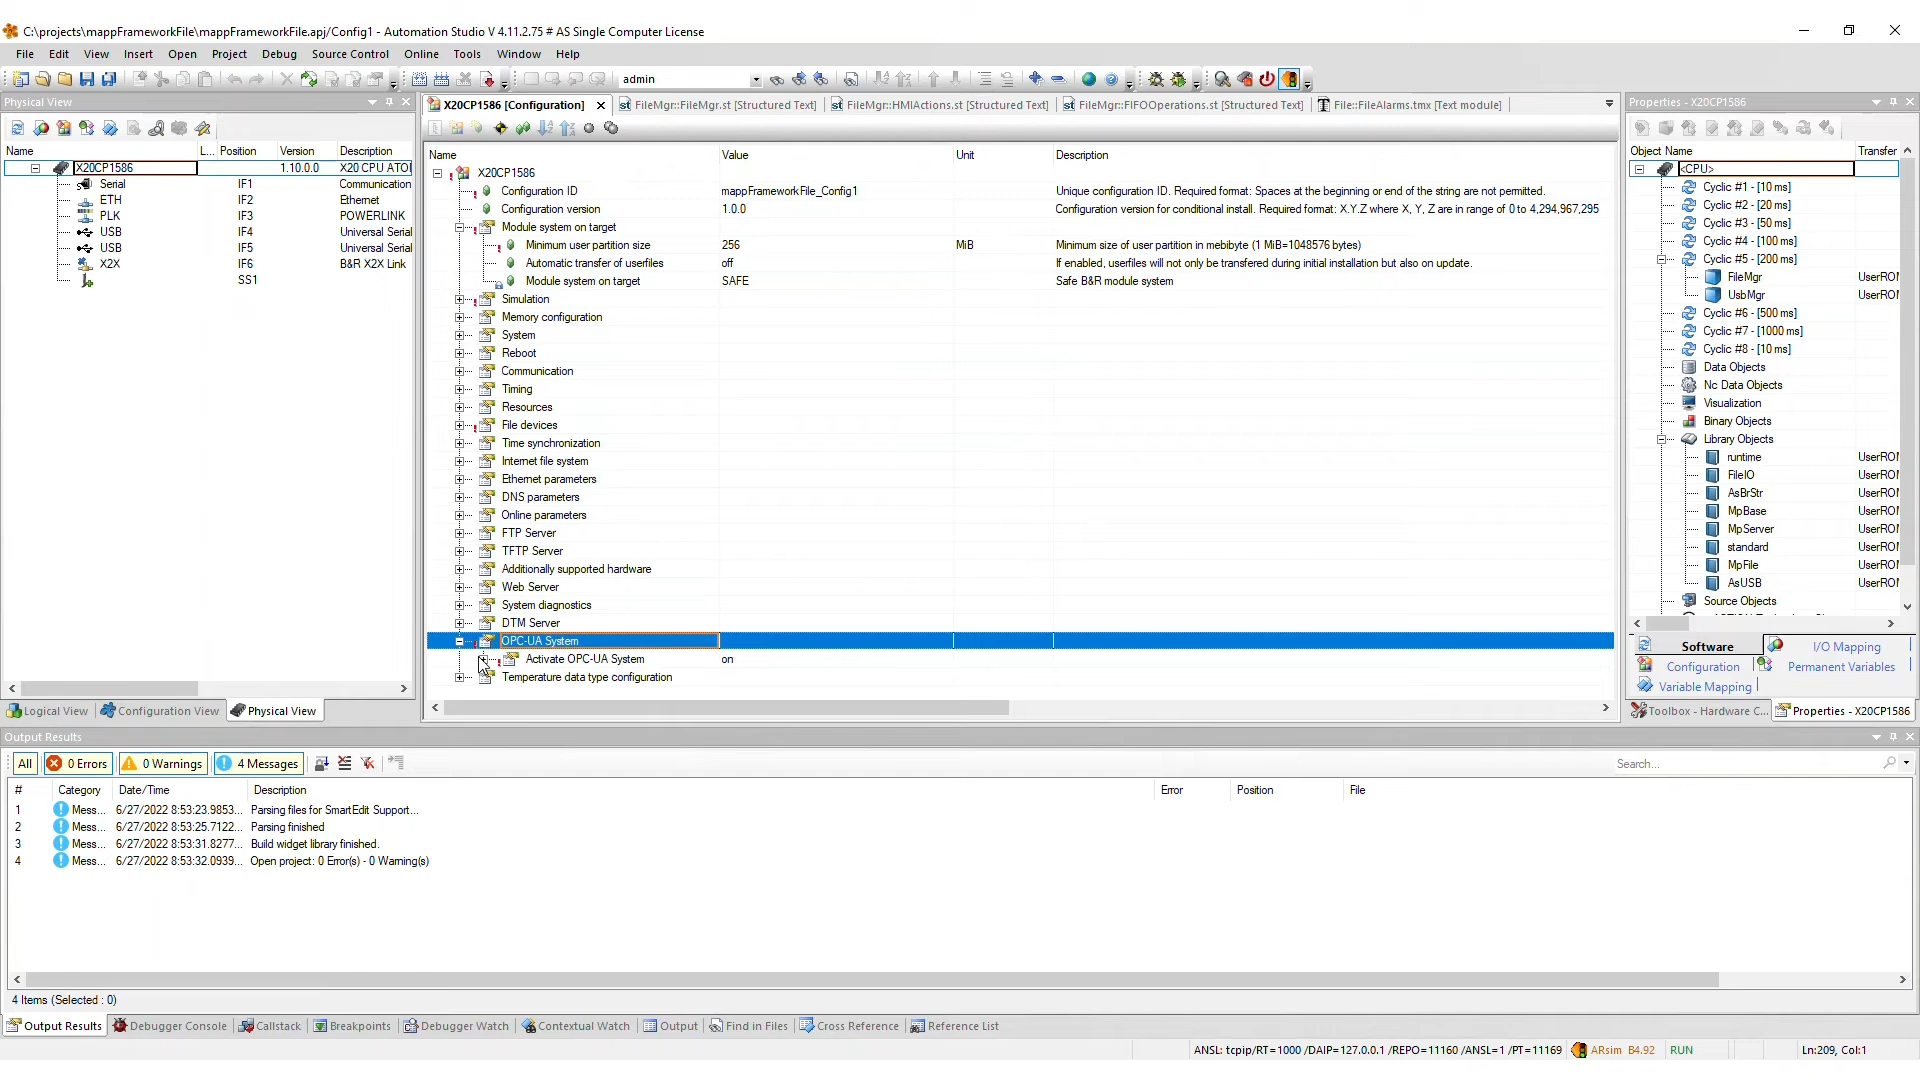 C:\projects\mappFrameworkFile\mappFrameworkFile.apj/Config1 - Automation Studio V 4.11.2.75 # AS Single Computer License
File Edit View Insert Open Project Debug Source Control Online Tools Window Help
admin
Physical View
X20CP1586 [Configuration]
FileMgr::FileMgr.st [Structured Text]
FileMgr::HMIActions.st [Structured Text]
FileMgr::FIFOOperations.st [Structured Text]
File::FileAlarms.tmx [Text module]
Properties - X20CP1586
Name L... Position Version Description
X20CP1586 1.10.0.0 X20 CPU ATO
Serial IF1 Communication
ETH IF2 Ethernet
PLK IF3 POWERLINK
USB IF4 Universal Serial
USB IF5 Universal Serial
X2X IF6 B&R X2X Link
SS1
Logical View Configuration View Physical View
Name Value Unit Description
X20CP1586
Configuration ID mappFrameworkFile_Config1 Unique configuration ID. Required format: Spaces at the beginning or end of the string are not permitted.
Configuration version 1.0.0 Configuration version for conditional install. Required format: X.Y.Z where X, Y, Z are in range of 0 to 4,294,967,295
Module system on target
Minimum user partition size 256 MiB Minimum size of user partition in mebibyte (1 MiB=1048576 bytes)
Automatic transfer of userfiles off If enabled, userfiles will not only be transfered during initial installation but also on update.
Module system on target SAFE Safe B&R module system
Simulation
Memory configuration
System
Reboot
Communication
Timing
Resources
File devices
Time synchronization
Internet file system
Ethernet parameters
DNS parameters
Online parameters
FTP Server
TFTP Server
Additionally supported hardware
Web Server
System diagnostics
DTM Server
OPC-UA System
Activate OPC-UA System on
Temperature data type configuration
Object Name Transfer
<CPU>
Cyclic #1 - [10 ms]
Cyclic #2 - [20 ms]
Cyclic #3 - [50 ms]
Cyclic #4 - [100 ms]
Cyclic #5 - [200 ms]
FileMgr UserROM
UsbMgr UserROM
Cyclic #6 - [500 ms]
Cyclic #7 - [1000 ms]
Cyclic #8 - [10 ms]
Data Objects
Nc Data Objects
Visualization
Binary Objects
Library Objects
runtime UserROM
FileIO UserROM
AsBrStr UserROM
MpBase UserROM
MpServer UserROM
standard UserROM
MpFile UserROM
AsUSB UserROM
Source Objects
Software I/O Mapping
Configuration Permanent Variables
Variable Mapping
Toolbox - Hardware C... Properties - X20CP1586
Output Results
All 0 Errors 0 Warnings 4 Messages Search...
# Category Date/Time Description Error Position File
1 Mess... 6/27/2022 8:53:23.9853... Parsing files for SmartEdit Support...
2 Mess... 6/27/2022 8:53:25.7122... Parsing finished
3 Mess... 6/27/2022 8:53:31.8277... Build widget library finished.
4 Mess... 6/27/2022 8:53:32.0939... Open project: 0 Error(s) - 0 Warning(s)
4 Items (Selected : 0)
Output Results Debugger Console Callstack Breakpoints Debugger Watch Contextual Watch Output Find in Files Cross Reference Reference List
ANSL: tcpip/RT=1000 /DAIP=127.0.0.1 /REPO=11160 /ANSL=1 /PT=11169 ARsim B4.92 RUN Ln:209, Col:1